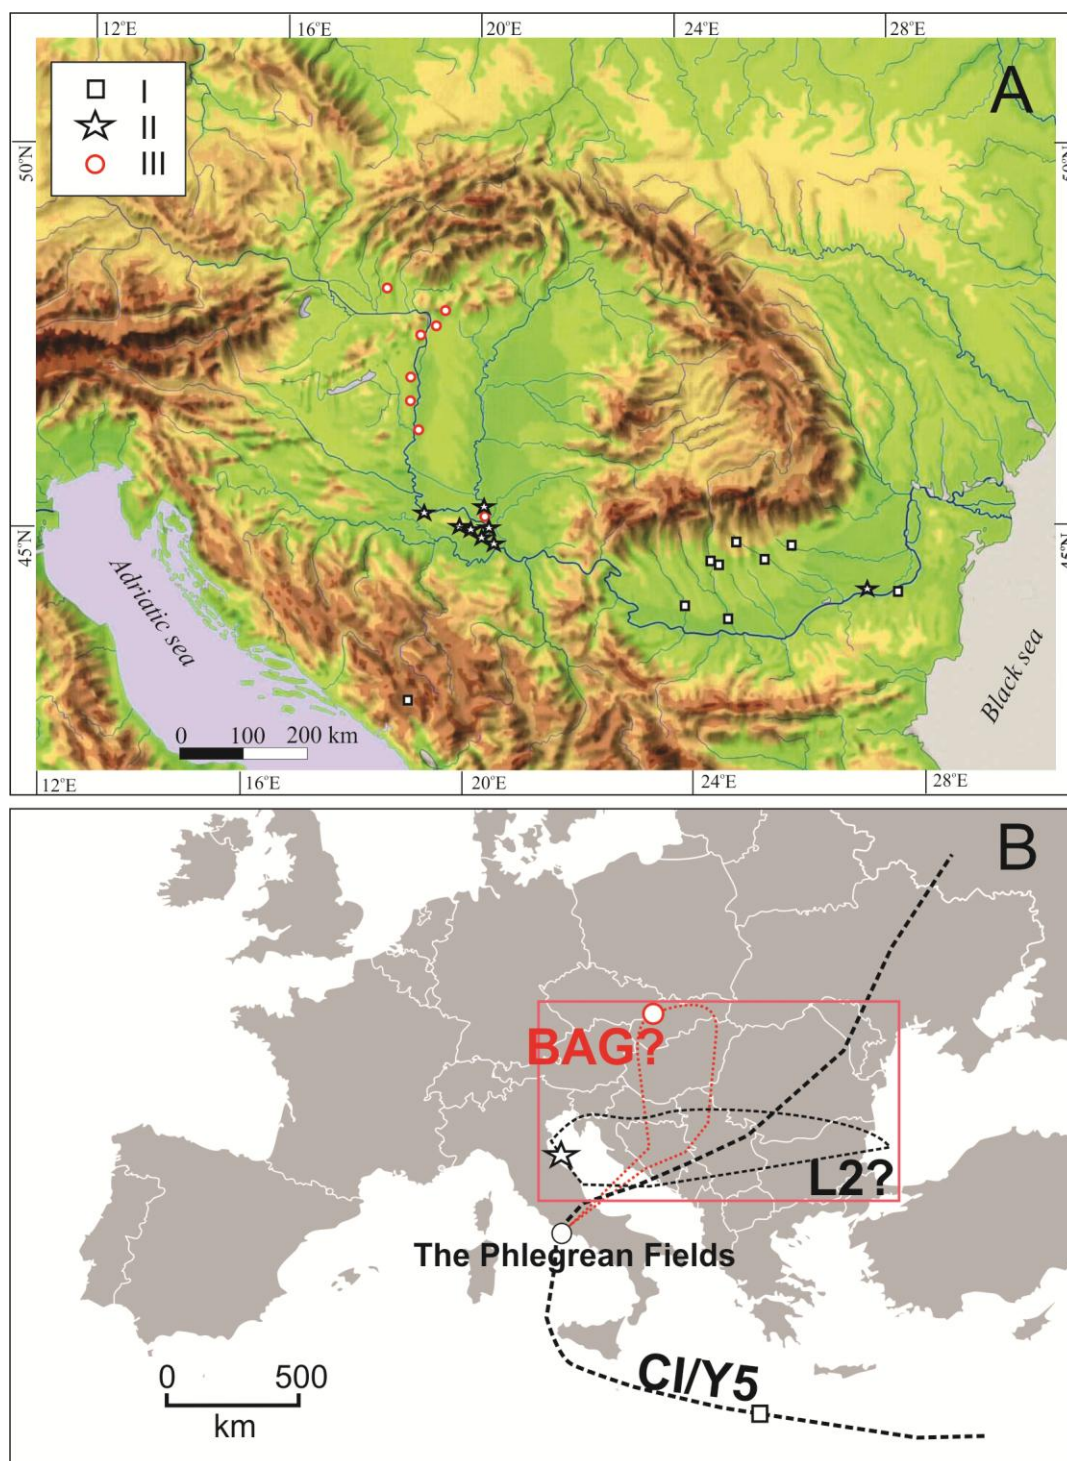 12°E 16°E 20°E 24°E 28°E
A
I
II
III
50°N
50°N
45°N
45°N
Adriatic sea
Black sea
0 100 200 km
12°E 16°E 20°E 24°E 28°E
B
BAG?
L2?
The Phlegrean Fields
CI/Y5
0 500
km